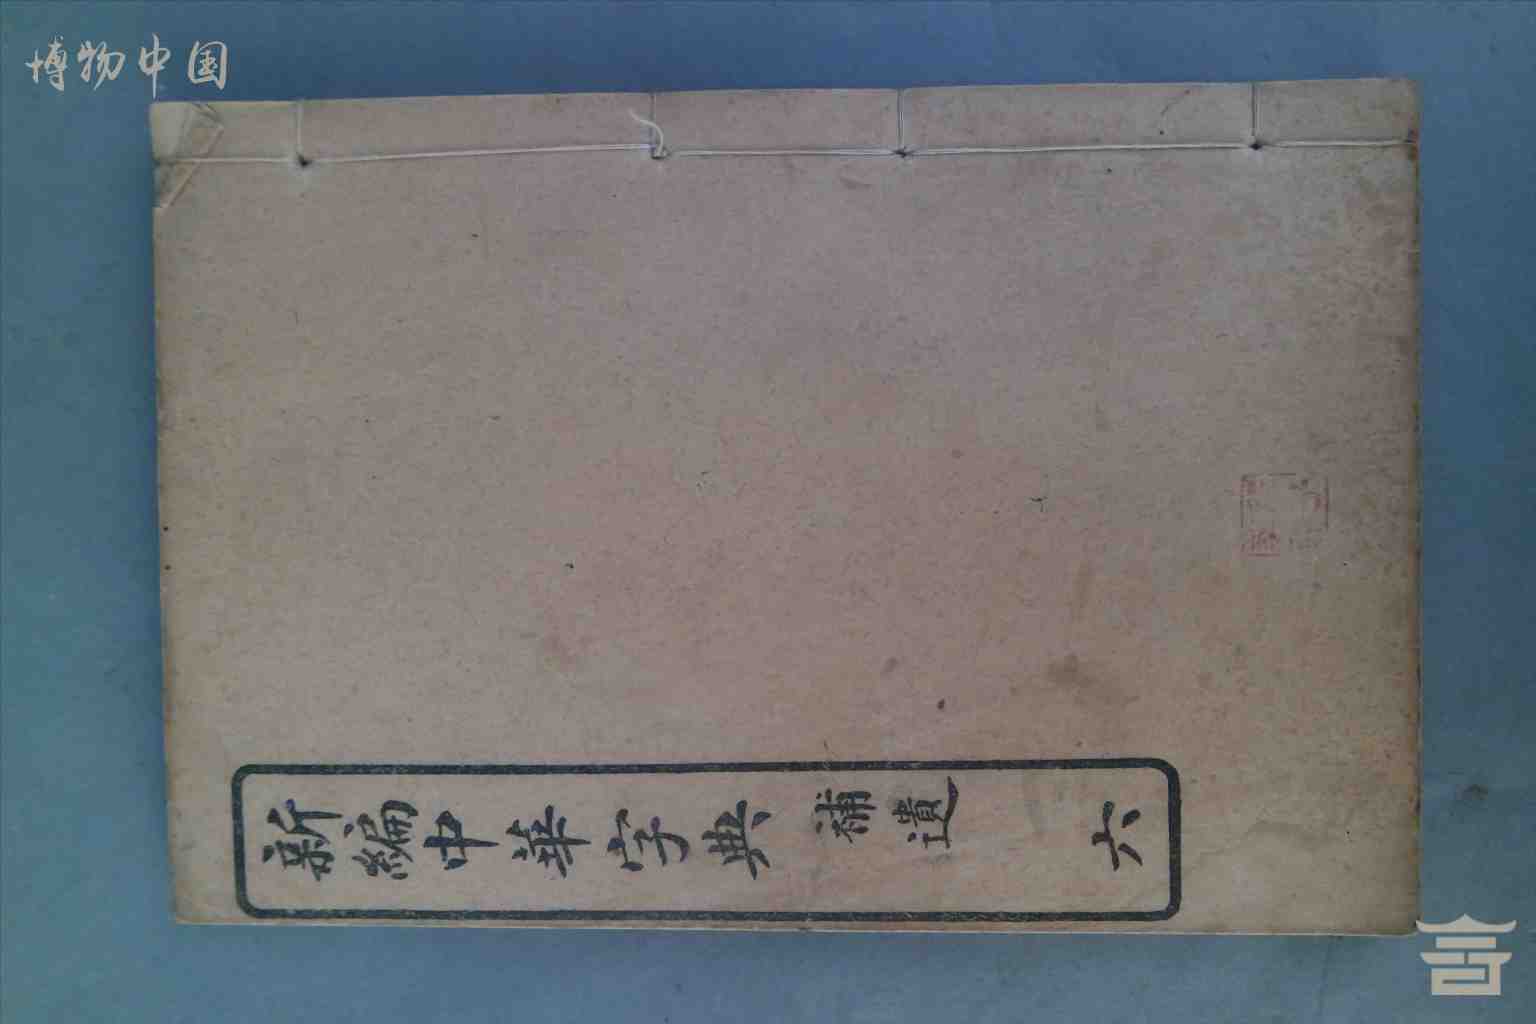 博物中国
新編中華字典 補遺 六